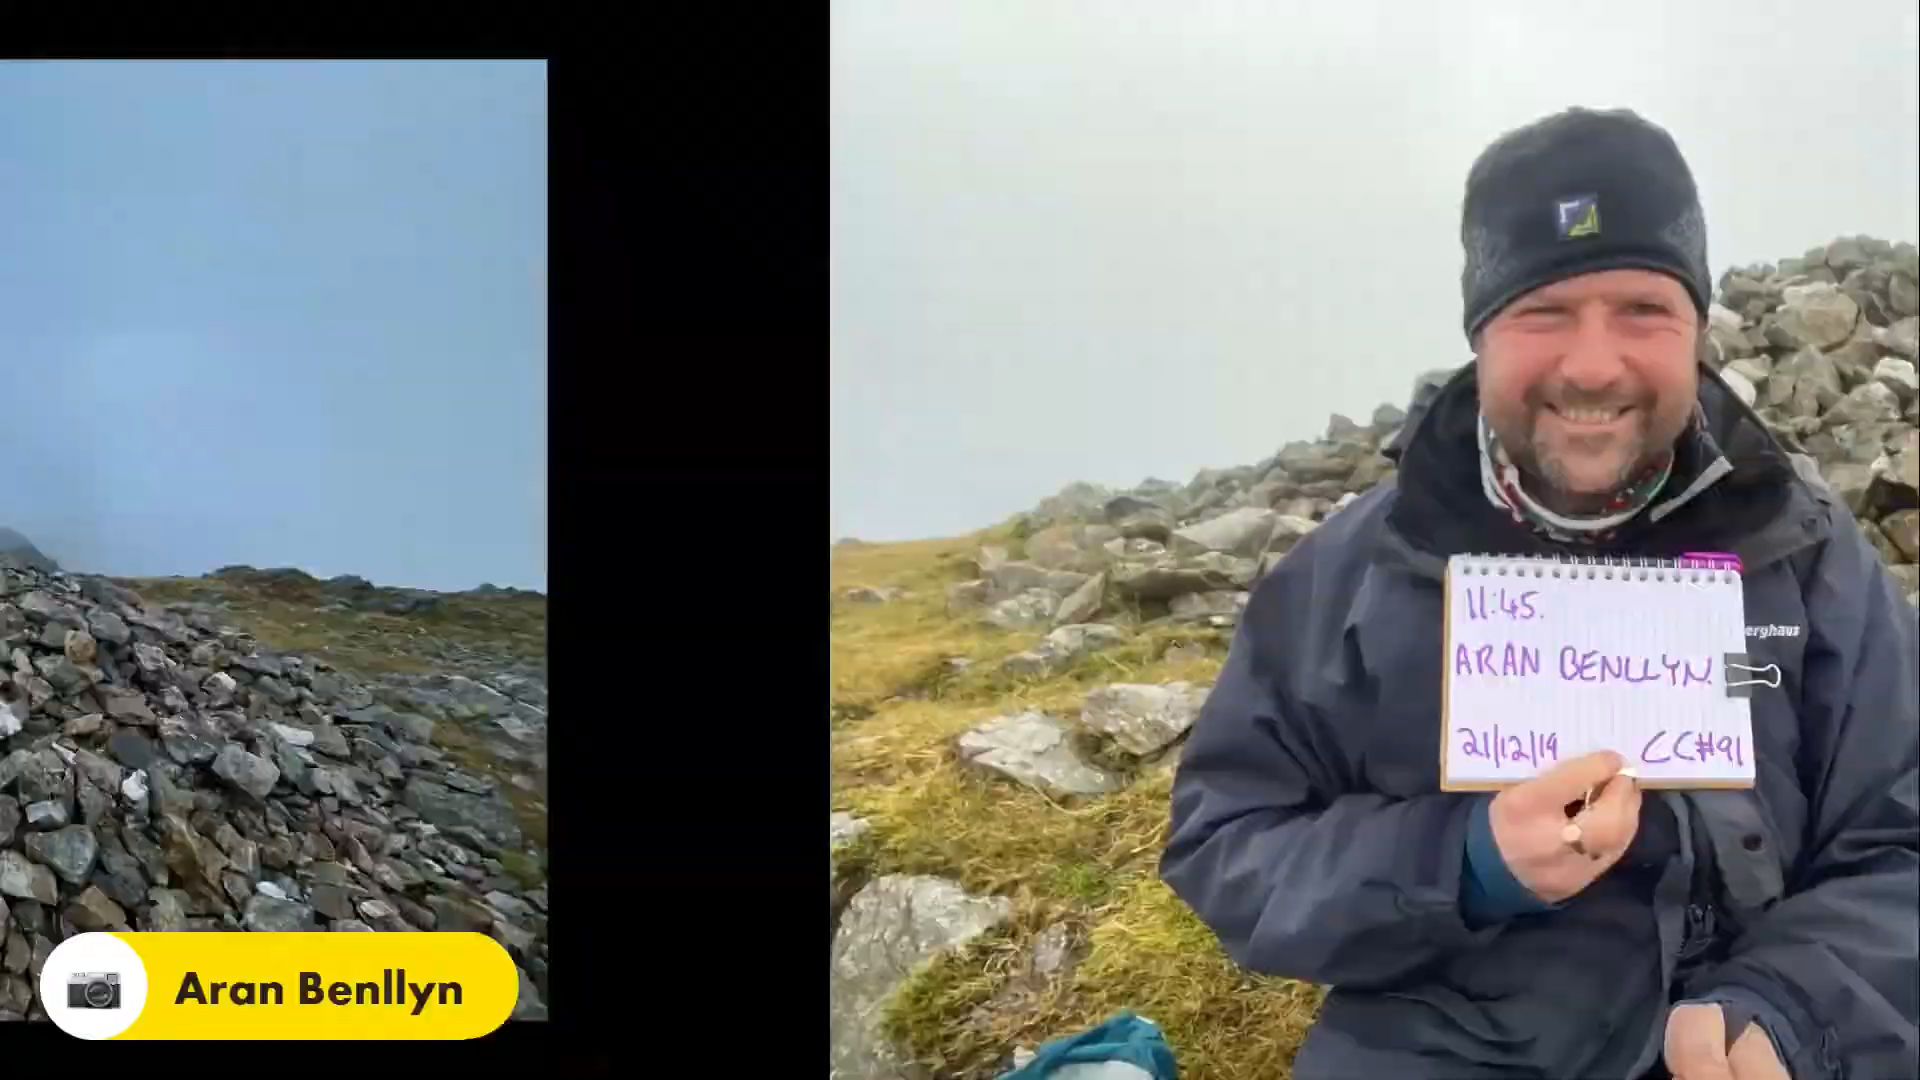 11:45.
ARAN BENLLYN.
21/12/19 CC#91
erghaus
Aran Benllyn